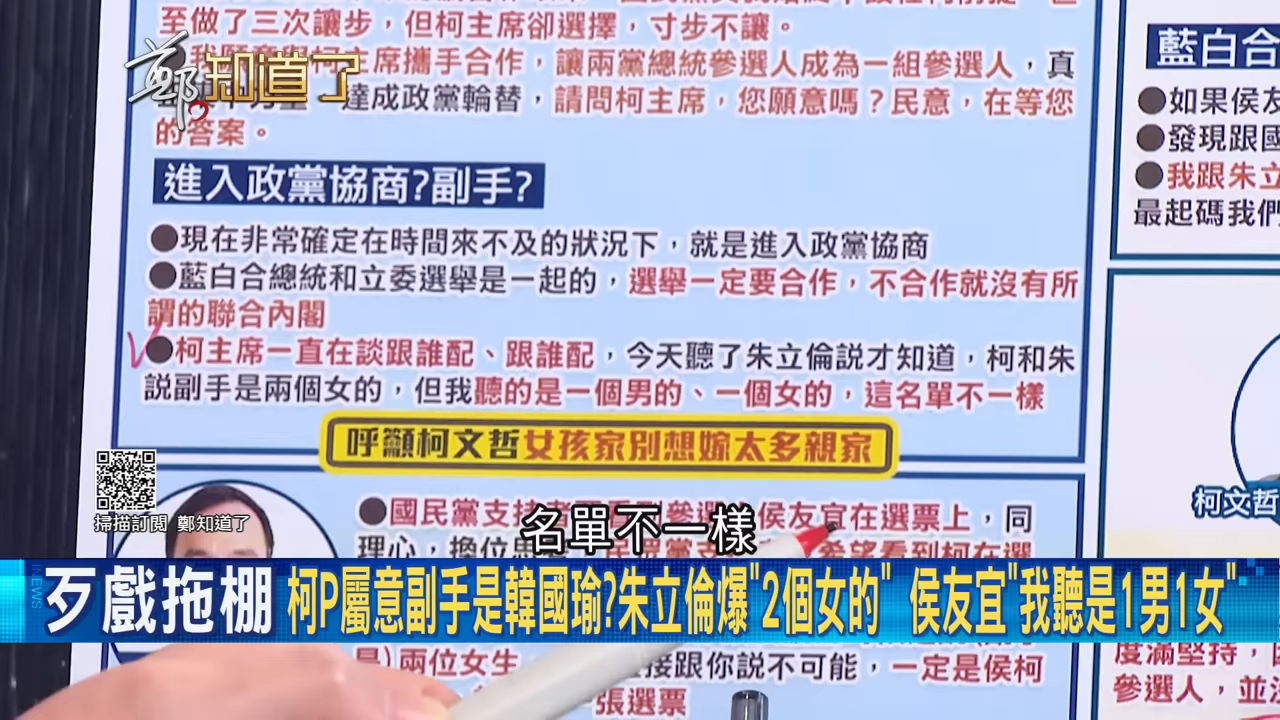 至做了三次讓步，但柯主席卻選擇，寸步不讓。
主席攜手合作，讓兩黨總統參選人成為一組參選人，真
達成政黨輪替，請問柯主席，您願意嗎？民意，在等您
的答案。
鄭知道了
進入政黨協商?副手?
●現在非常確定在時間來不及的狀況下，就是進入政黨協商
●藍白合總統和立委選舉是一起的，選舉一定要合作，不合作就沒有所
謂的聯合內閣
●柯主席一直在談跟誰配、跟誰配，今天聽了朱立倫説才知道，柯和朱
説副手是兩個女的，但我聽的是一個男的、一個女的，這名單不一樣
呼籲柯文哲女孩家別想嫁太多親家
藍白合
●如果侯友
●發現跟國
●我跟朱立
最起碼我們
柯文哲
掃描訂閱 鄭知道了
●國民黨支持
侯友宜在選票上，同
理心，換位思
名單不一樣
NEWS
歹戲拖棚
柯P屬意副手是韓國瑜?朱立倫爆"2個女的" 侯友宜"我聽是1男1女"
兩位女生
接跟你説不可能，一定是侯柯
張選票
度滿堅持，
參選人，並